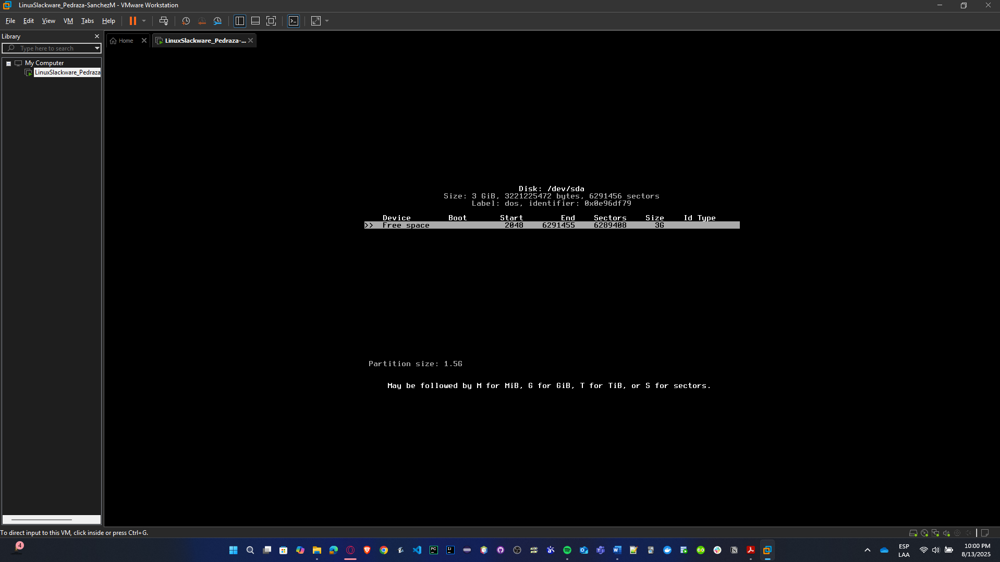 LinuxSlackware_Pedraza-SanchezM - VMware Workstation
File Edit View VM Tabs Help
Library
Home LinuxSlackware_Pedraza-...
Type here to search
My Computer
LinuxSlackware_Pedraza
Disk: /dev/sda
Size: 3 GiB, 3221225472 bytes, 6291456 sectors
Label: dos, identifier: 0x0e96df79
Device Boot Start End Sectors Size Id Type
>> Free space 2048 6291455 6289408 3G
Partition size: 1.5G
May be followed by M for MiB, G for GiB, T for TiB, or S for sectors.
To direct input to this VM, click inside or press Ctrl+G.
4
ESP
LAA
10:00 PM
8/13/2025